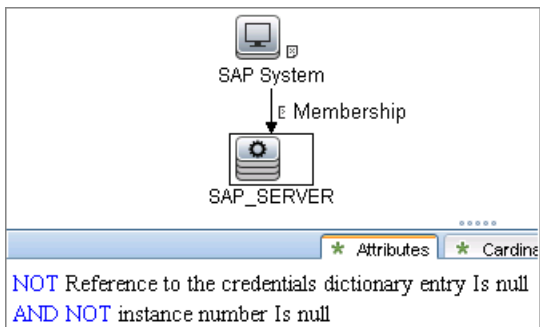 SAP System
Membership
SAP_SERVER
Attributes
NOT Reference to the credentials dictionary entry Is null
AND NOT instance number Is null